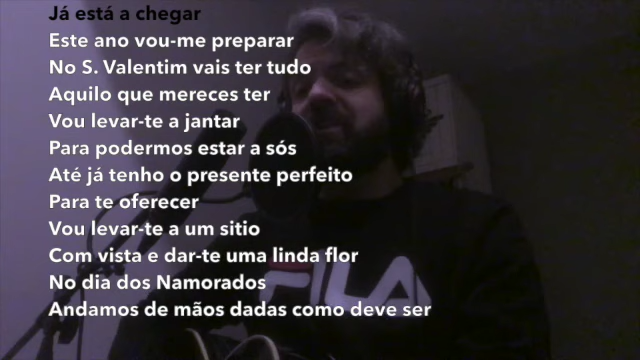 Já está a chegar
Este ano vou-me preparar
No S. Valentim vais ter tudo
Aquilo que mereces ter
Vou levar-te a jantar
Para podermos estar a sós
Até já tenho o presente perfeito
Para te oferecer
Vou levar-te a um sitio
Com vista e dar-te uma linda flor
No dia dos Namorados
Andamos de mãos dadas como deve ser
FILA